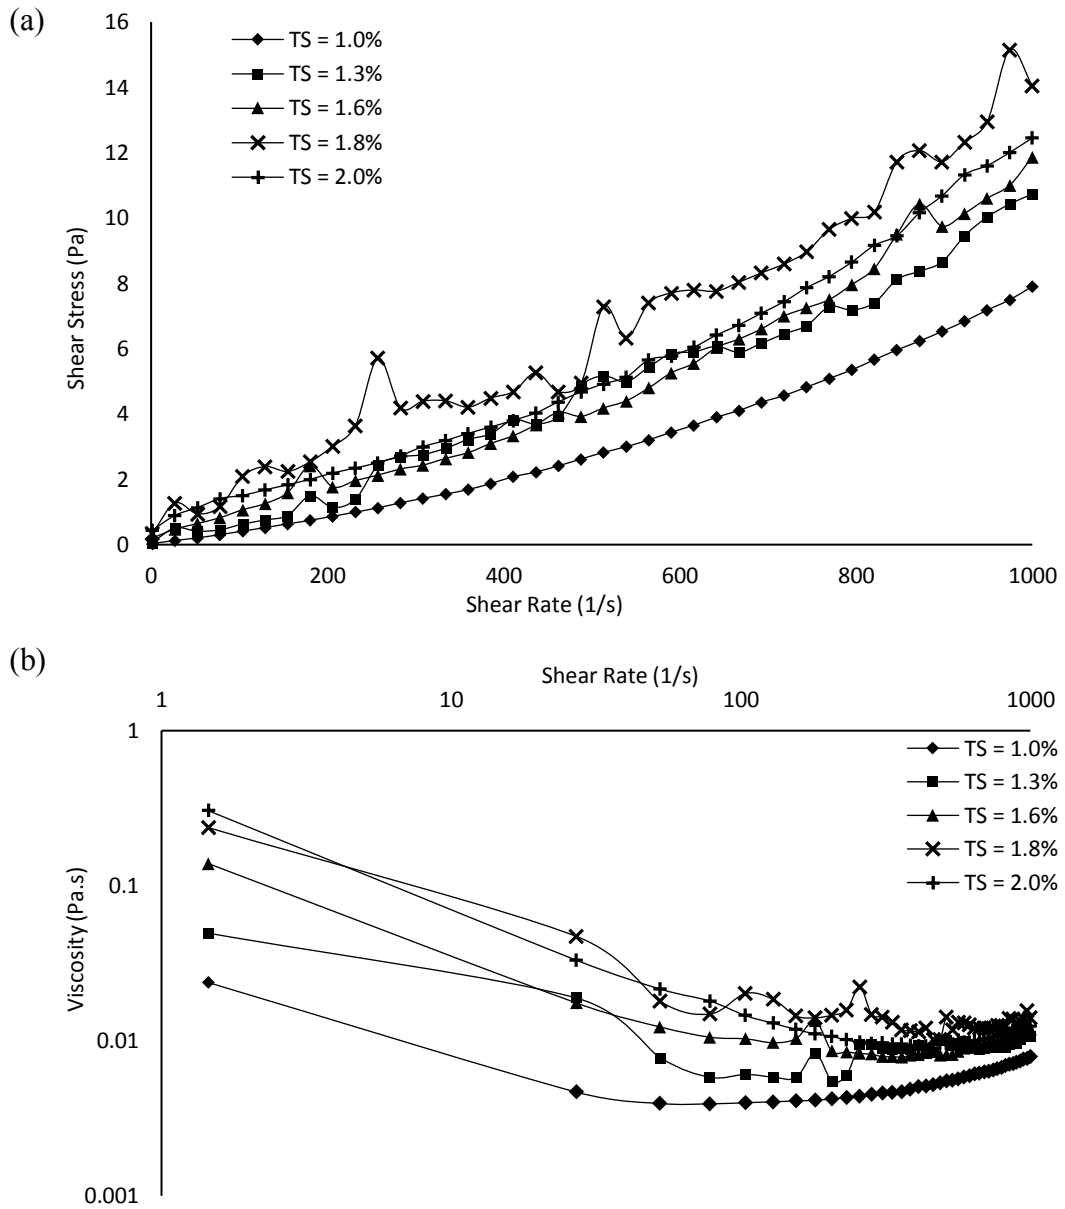 (a)
16
14
12
10
8
6
4
2
0
Shear Stress (Pa)
TS = 1.0%
TS = 1.3%
TS = 1.6%
TS = 1.8%
TS = 2.0%
0 200 400 600 800 1000
Shear Rate (1/s)
(b)
Shear Rate (1/s)
1 10 100 1000
1
0.1
0.01
0.001
Viscosity (Pa.s)
TS = 1.0%
TS = 1.3%
TS = 1.6%
TS = 1.8%
TS = 2.0%